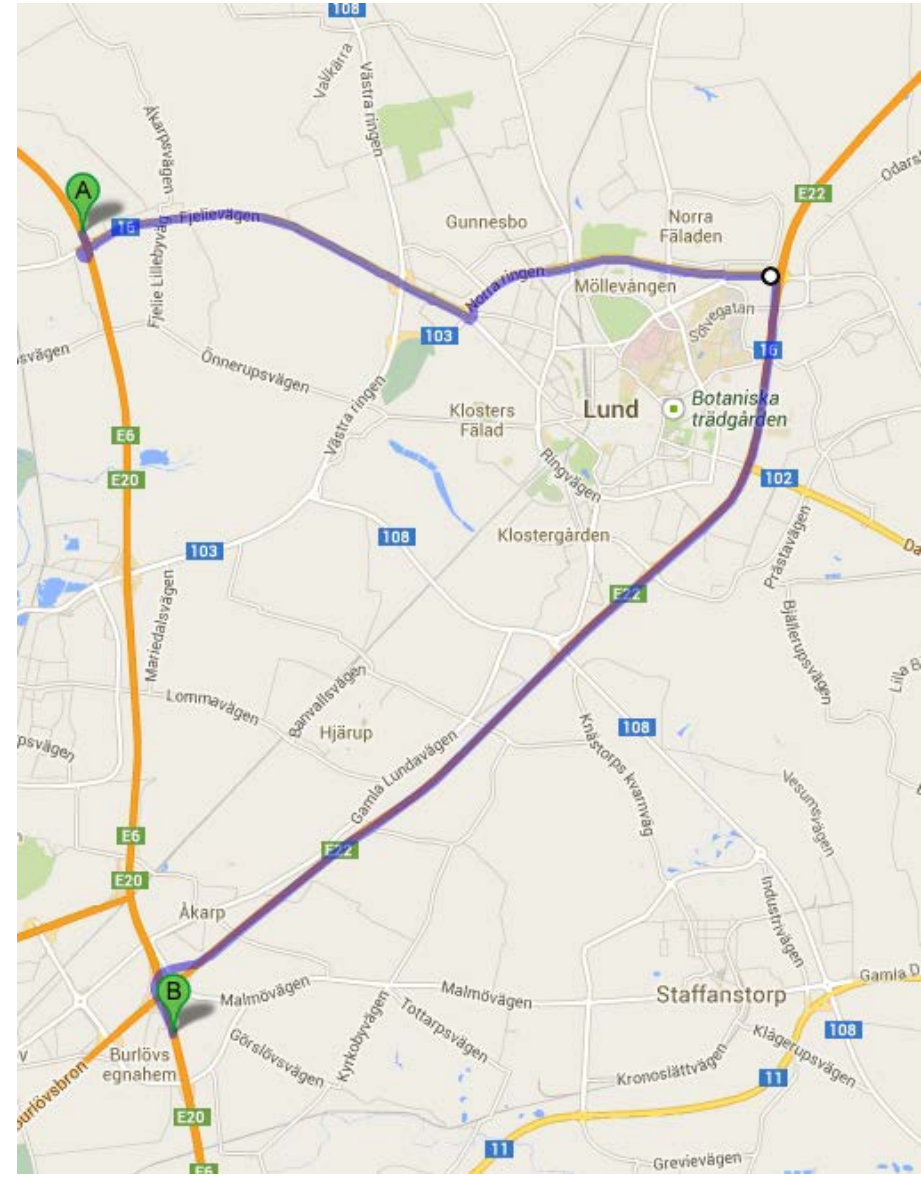 108
Valkärra
Västra ringen
Åkarpsvägen
A
16
Fjelievägen
Gunnesbo
Norra
Fäladen
E22
Fjelie Lillebyväg
Norra ringen
Möllevången
Sölvegatan
103
16
svägen
Önnerupsvägen
Västra ringen
Klosters
Fälad
Lund
Botaniska
trädgården
E6
E20
Ringvägen
102
Klostergården
108
103
Prästavägen
E22
Mariedalsvägen
Bjällerupsvägen
Lommavägen
Banvallsvägen
Hjärup
108
psvägen
Gamla Lundavägen
Knästorps kvarnväg
Vesumsvägen
E6
E22
E20
Åkarp
Industrivägen
B
Malmövägen
Malmövägen
Staffanstorp
Gamla D
Tottarpsvägen
108
Kyrkobyvägen
Görslövsvägen
Klågerupsvägen
Burlövs
egnahem
Kronoslättvägen
11
E20
11
Grevievägen
E6